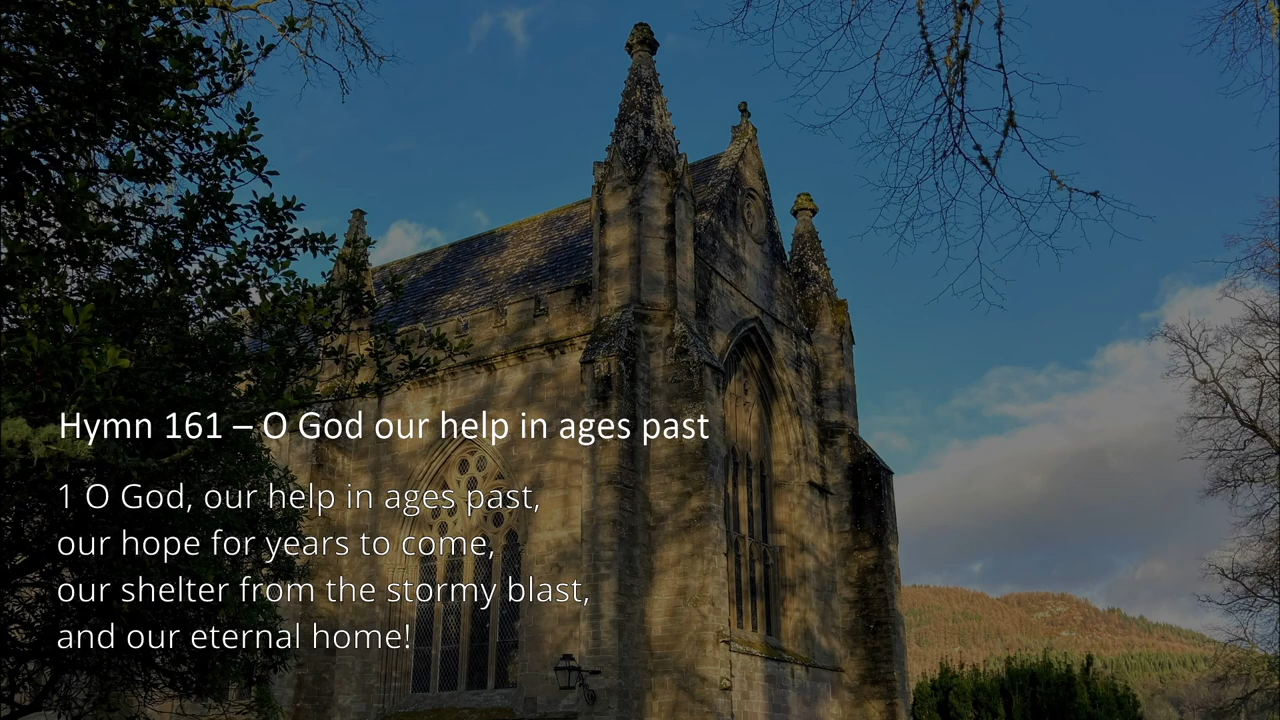 Hymn 161 – O God our help in ages past
1 O God, our help in ages past,
our hope for years to come,
our shelter from the stormy blast,
and our eternal home!